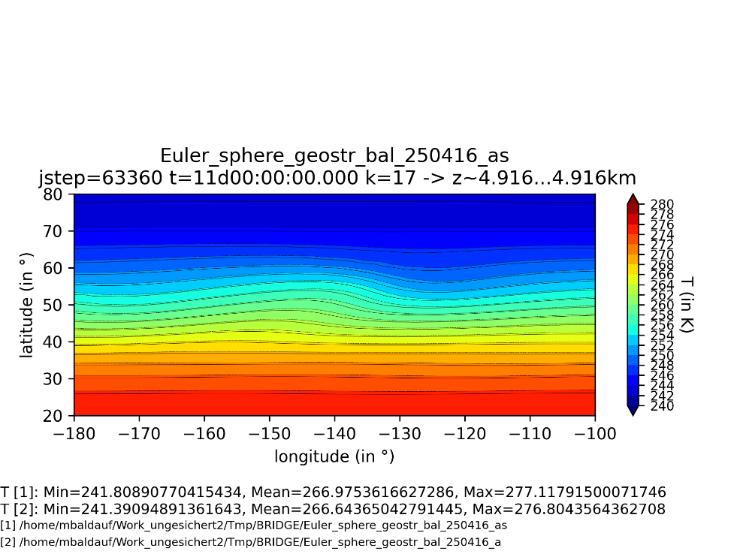 Euler_sphere_geostr_bal_250416_as
jstep=63360 t=11d00:00:00.000 k=17 -> z~4.916...4.916km
80
70
60
50
40
30
20
latitude (in °)
−180 −170 −160 −150 −140 −130 −120 −110 −100
longitude (in °)
280
278
276
274
272
270
268
266
264
262
260
258
256
254
252
250
248
246
244
242
240
T (in K)
T [1]: Min=241.80890770415434, Mean=266.9753616627286, Max=277.11791500071746
T [2]: Min=241.39094891361643, Mean=266.64365042791445, Max=276.8043564362708
[1] /home/mbaldauf/Work_ungesichert2/Tmp/BRIDGE/Euler_sphere_geostr_bal_250416_as
[2] /home/mbaldauf/Work_ungesichert2/Tmp/BRIDGE/Euler_sphere_geostr_bal_250416_a